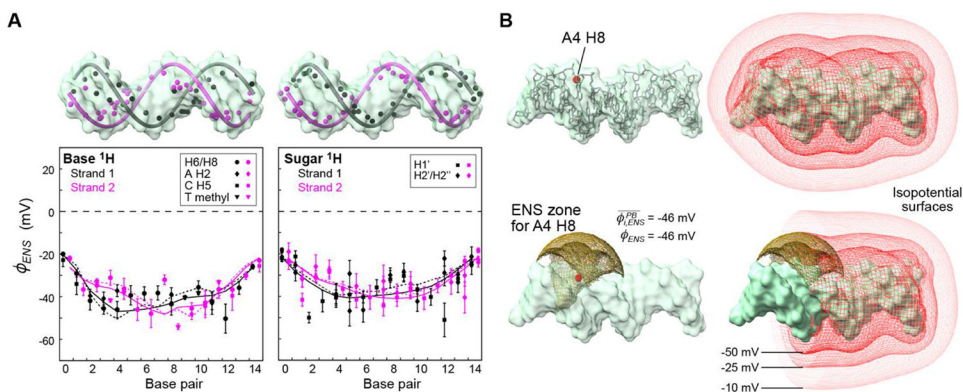 A
Base ¹H
Strand 1
Strand 2
H6/H8
A H2
C H5
T methyl
Sugar ¹H
Strand 1
Strand 2
H1'
H2'/H2''
ϕENS (mV)
20
0
-20
-40
-60
0 2 4 6 8 10 12 14
Base pair
0 2 4 6 8 10 12 14
Base pair
B
A4 H8
Isopotential
surfaces
ENS zone
for A4 H8
ϕ̅ᵢ,ENSᴾᴮ = -46 mV
ϕENS = -46 mV
-50 mV
-25 mV
-10 mV